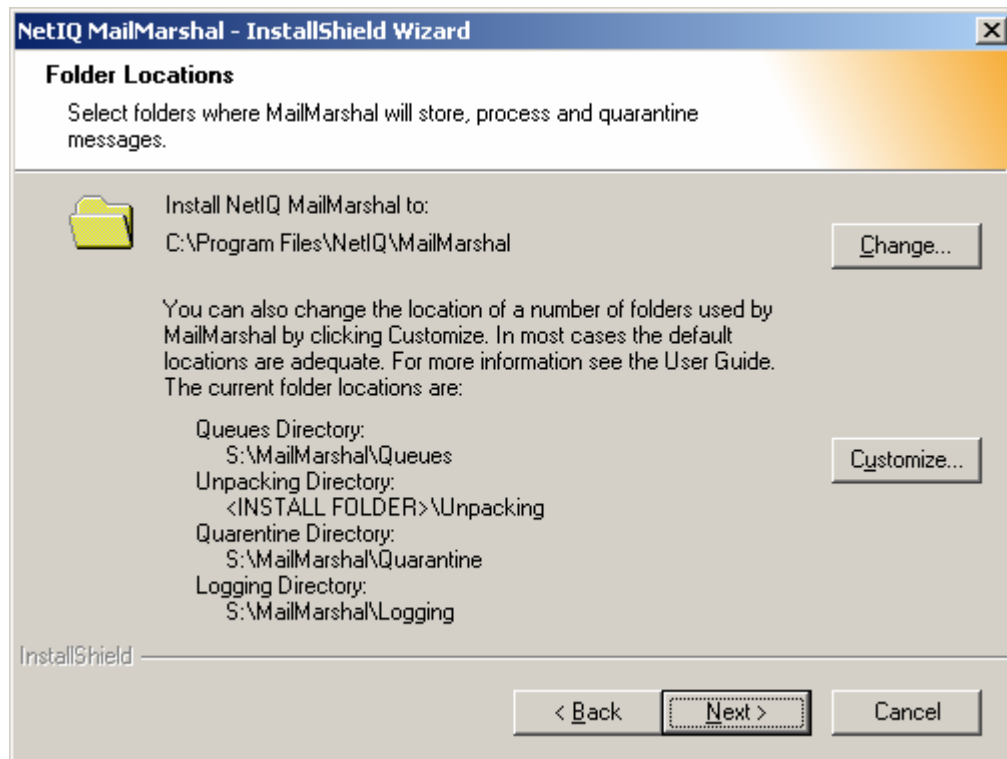 NetIQ MailMarshal - InstallShield Wizard
Folder Locations
Select folders where MailMarshal will store, process and quarantine
messages.
Install NetIQ MailMarshal to:
C:\Program Files\NetIQ\MailMarshal
Change...
You can also change the location of a number of folders used by
MailMarshal by clicking Customize. In most cases the default
locations are adequate. For more information see the User Guide.
The current folder locations are:
Queues Directory:
S:\MailMarshal\Queues
Customize...
Unpacking Directory:
<INSTALL FOLDER>\Unpacking
Quarentine Directory:
S:\MailMarshal\Quarantine
Logging Directory:
S:\MailMarshal\Logging
InstallShield
< Back
Next >
Cancel